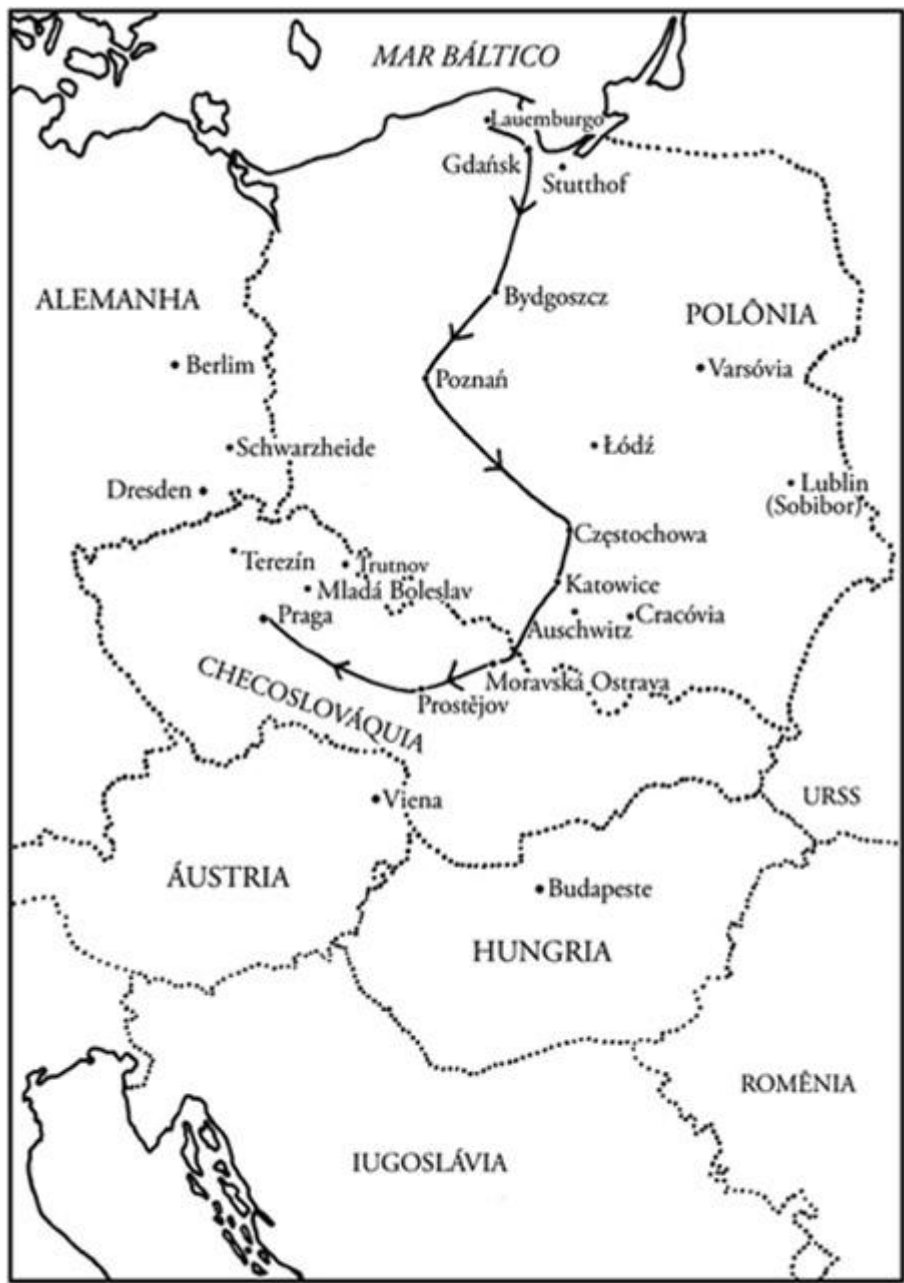 MAR BÁLTICO
Lauemburgo
Gdańsk
Stutthof
ALEMANHA
Bydgoszcz
POLÔNIA
Berlim
Varsóvia
Poznań
Schwarzheide
Łódź
Dresden
Lublin
(Sobibor)
Częstochowa
Terezín
Trutnov
Mladá Boleslav
Katowice
Praga
Auschwitz
Cracóvia
CHECOSLOVÁQUIA
Moravská Ostrava
Prostějov
Viena
URSS
ÁUSTRIA
Budapeste
HUNGRIA
ROMÊNIA
IUGOSLÁVIA